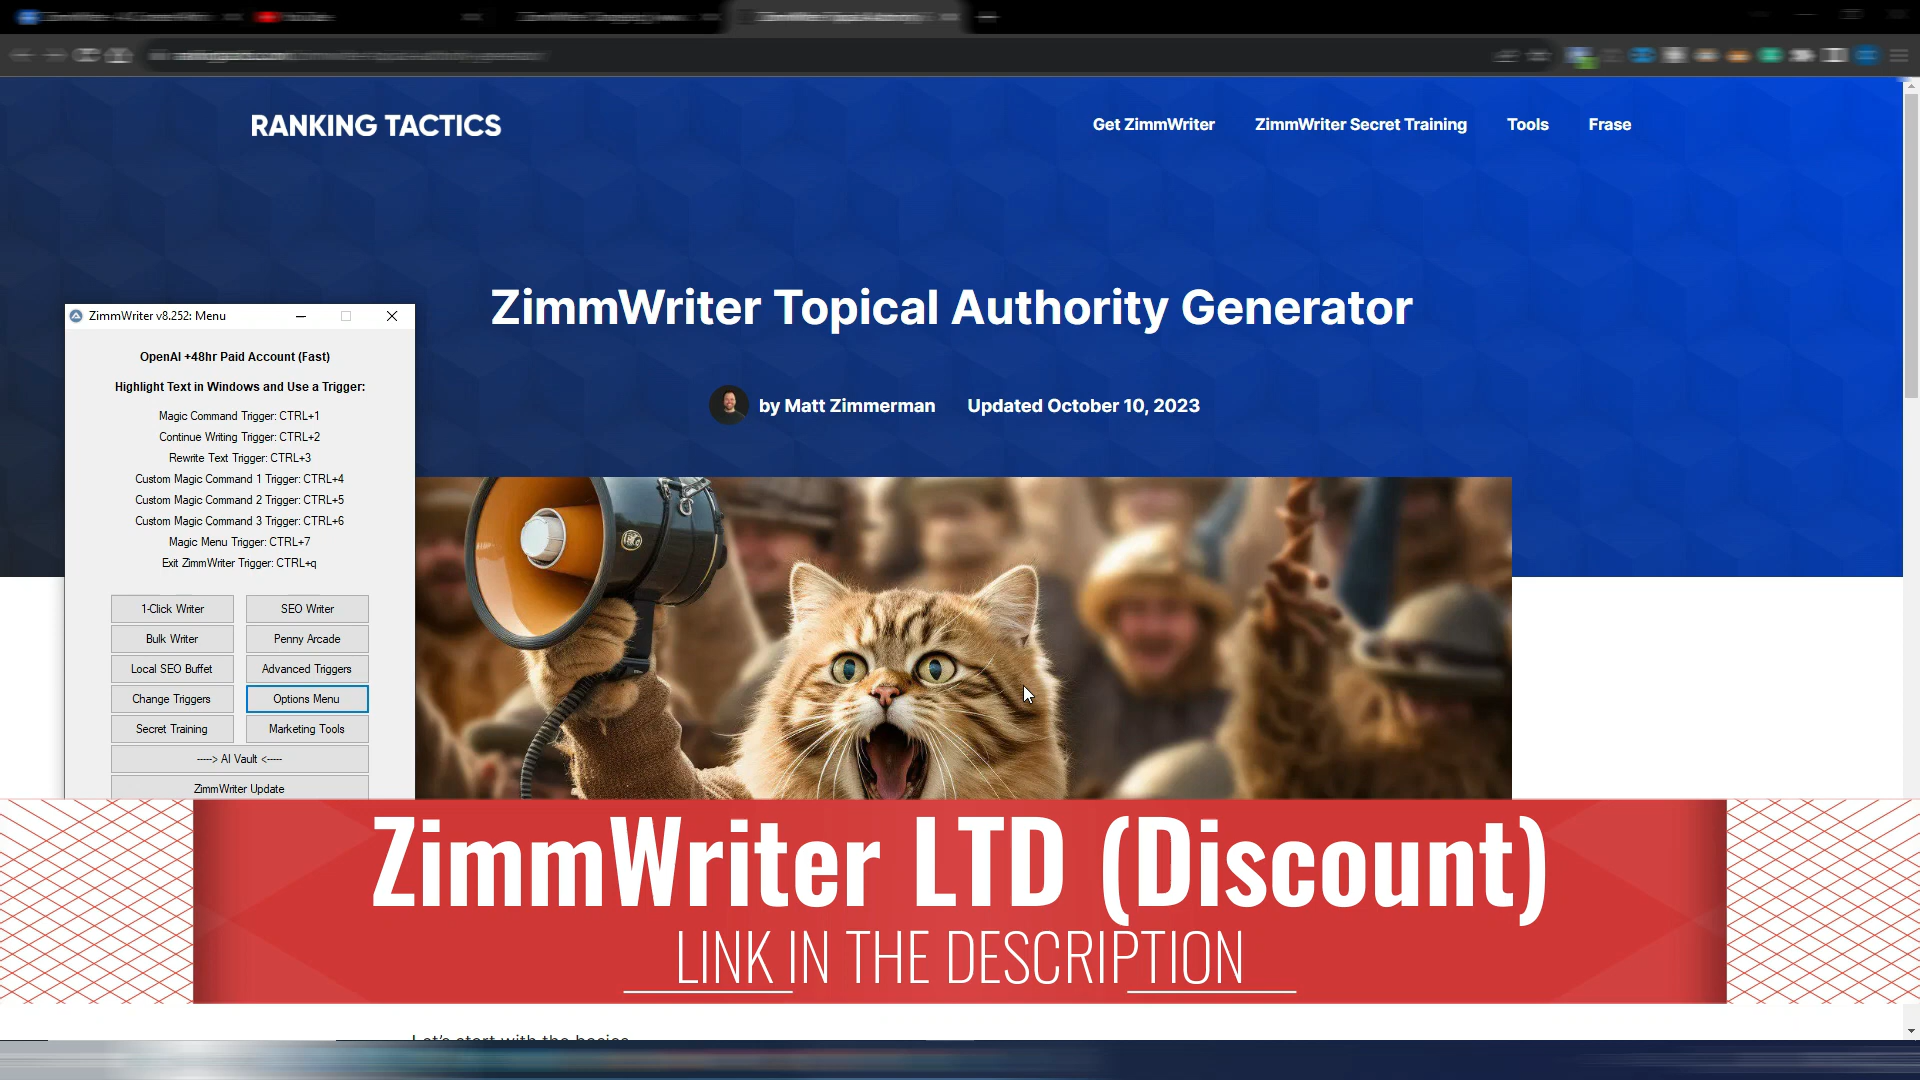 RANKING TACTICS
Get ZimmWriter
ZimmWriter Secret Training
Tools
Frase
ZimmWriter Topical Authority Generator
by Matt Zimmerman
Updated October 10, 2023
ZimmWriter v8.252: Menu
OpenAI +48hr Paid Account (Fast)
Highlight Text in Windows and Use a Trigger:
Magic Command Trigger: CTRL+1
Continue Writing Trigger: CTRL+2
Rewrite Text Trigger: CTRL+3
Custom Magic Command 1 Trigger: CTRL+4
Custom Magic Command 2 Trigger: CTRL+5
Custom Magic Command 3 Trigger: CTRL+6
Magic Menu Trigger: CTRL+7
Exit ZimmWriter Trigger: CTRL+q
1-Click Writer
SEO Writer
Bulk Writer
Penny Arcade
Local SEO Buffet
Advanced Triggers
Change Triggers
Options Menu
Secret Training
Marketing Tools
-----> AI Vault <-----
ZimmWriter Update
ZimmWriter LTD (Discount)
LINK IN THE DESCRIPTION
Let's start with the basics